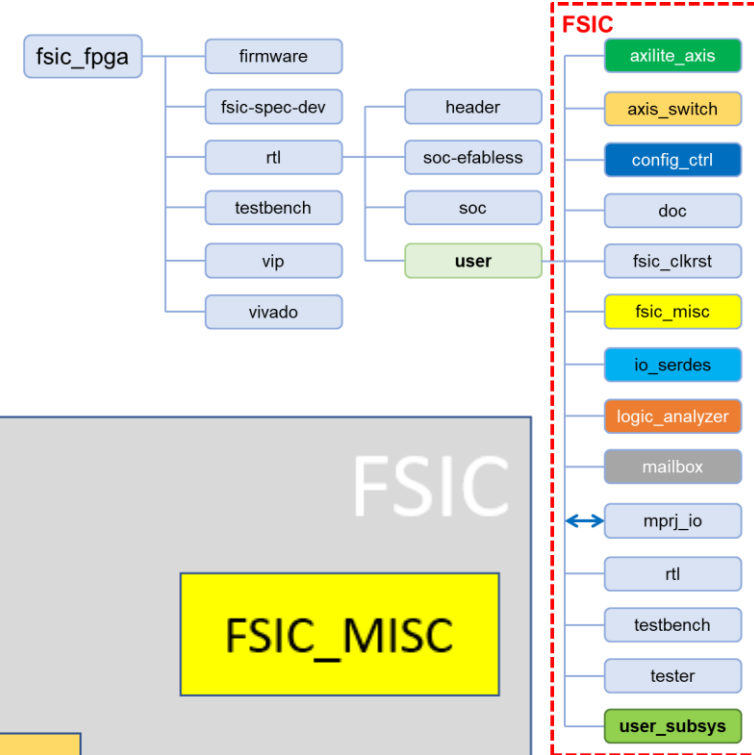 FSIC
fsic_fpga
firmware
fsic-spec-dev
rtl
testbench
vip
vivado
header
soc-efabless
soc
user
axilite_axis
axis_switch
config_ctrl
doc
fsic_clkrst
fsic_misc
io_serdes
logic_analyzer
mailbox
mprj_io
rtl
testbench
tester
user_subsys
FSIC
FSIC_MISC